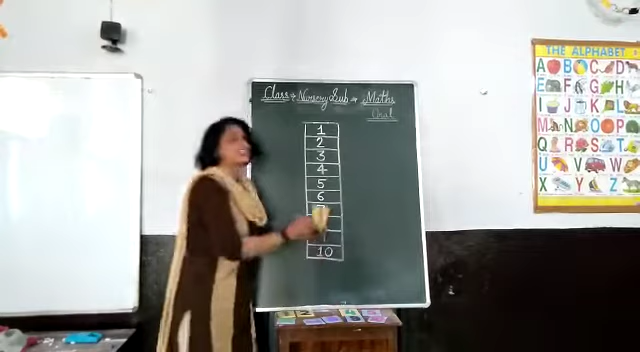 Class :- Nursery Sub :- Maths
Oral
1
2
3
4
5
6
10
THE ALPHABET
A B C D
E F G H
I J K L
M N O P
Q R S T
U V W
X Y Z